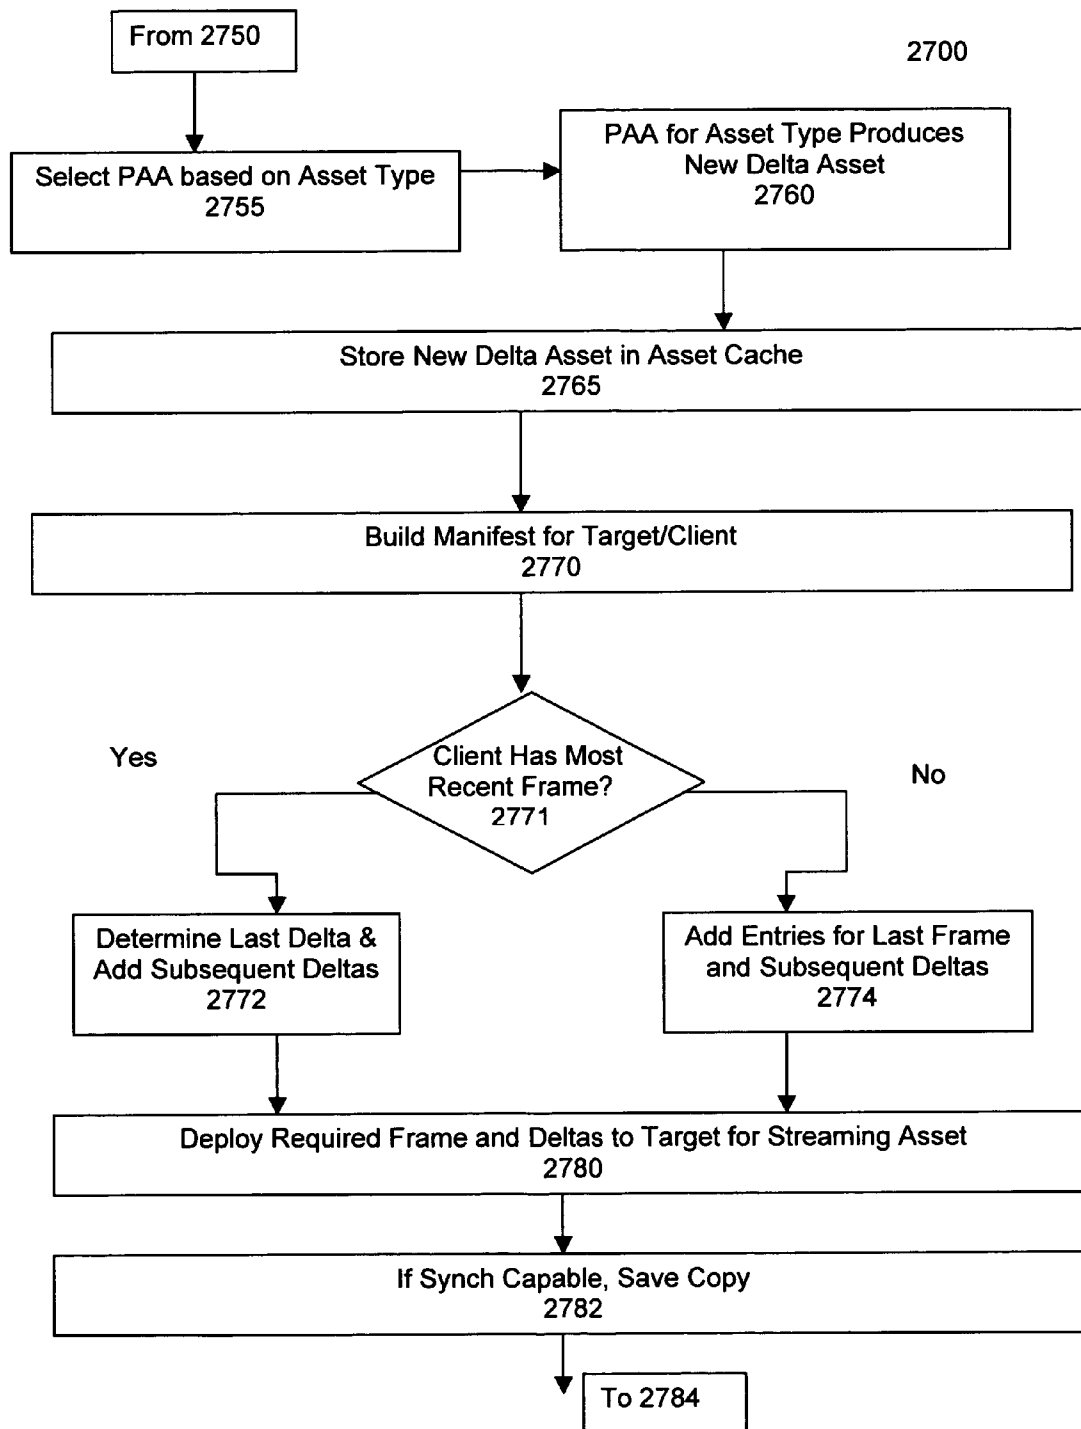 From 2750
2700
Select PAA based on Asset Type
2755
PAA for Asset Type Produces
New Delta Asset
2760
Store New Delta Asset in Asset Cache
2765
Build Manifest for Target/Client
2770
Client Has Most
Recent Frame?
2771
Yes
No
Determine Last Delta &
Add Subsequent Deltas
2772
Add Entries for Last Frame
and Subsequent Deltas
2774
Deploy Required Frame and Deltas to Target for Streaming Asset
2780
If Synch Capable, Save Copy
2782
To 2784